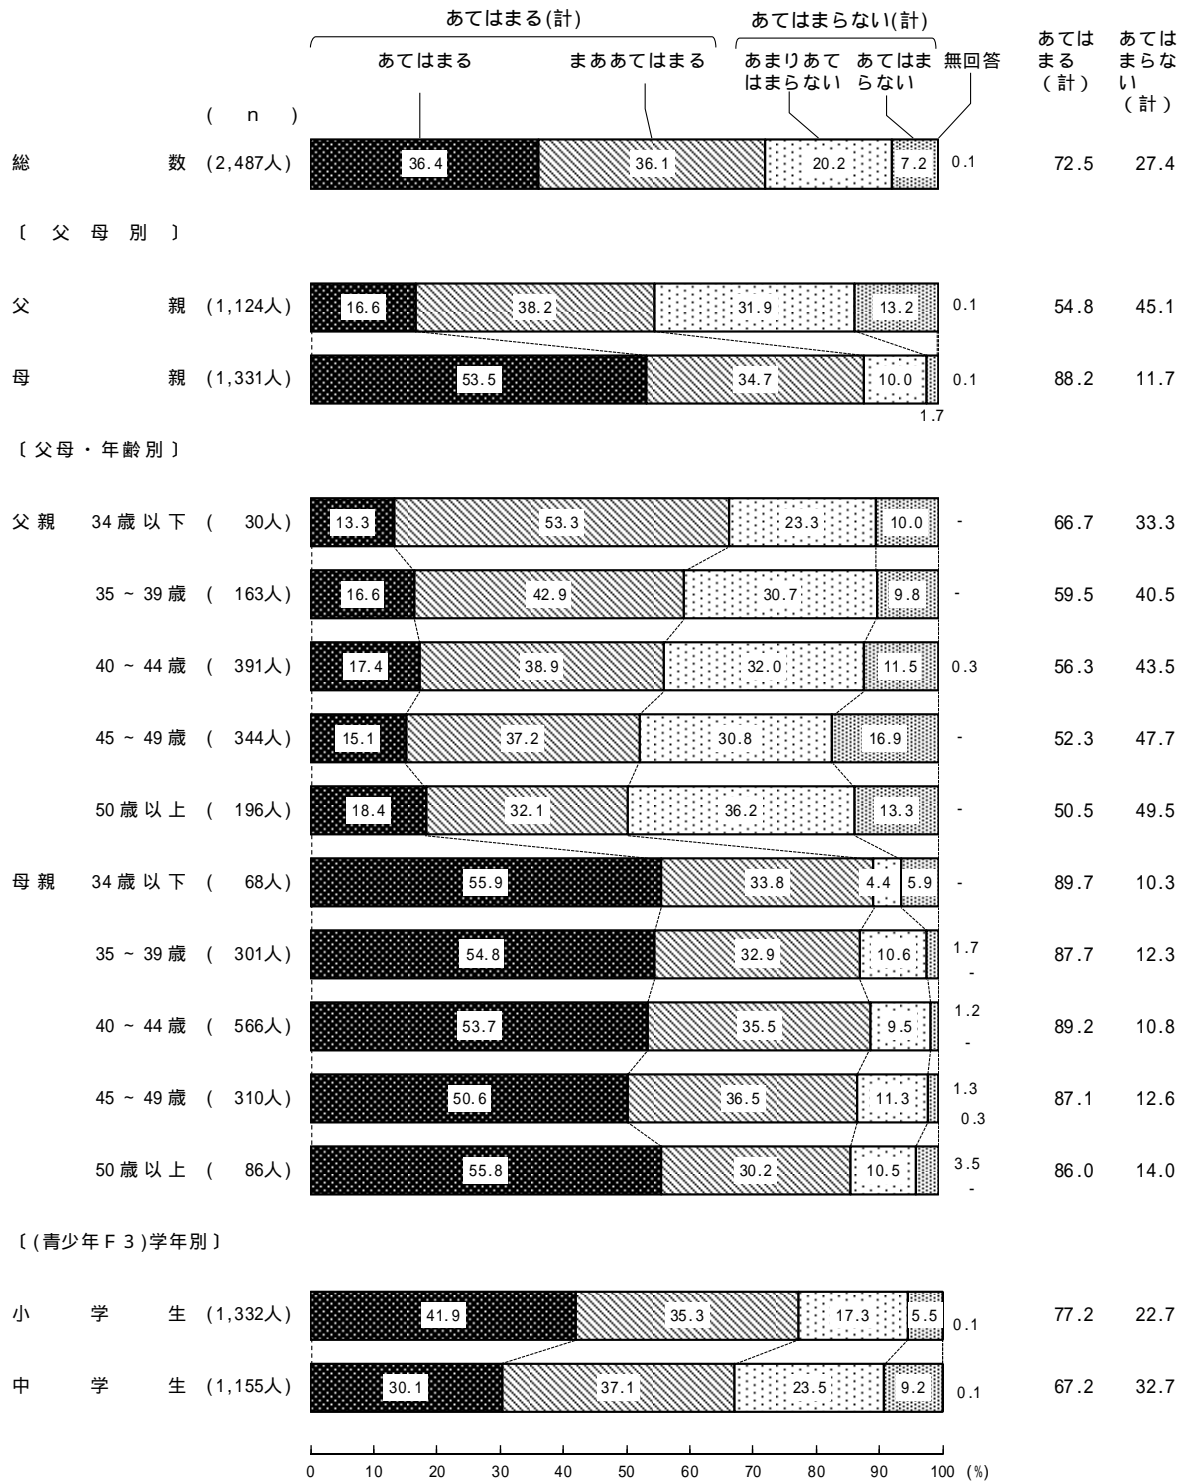 あてはまる(計) あてはまらない(計)
あてはまる まああてはまる あまりあてはまらない あてはまらない 無回答 あてはまる(計) あてはまらない(計)
( n )
総数 (2,487人) 36.4 36.1 20.2 7.2 0.1 72.5 27.4
〔 父 母 別 〕
父親 (1,124人) 16.6 38.2 31.9 13.2 0.1 54.8 45.1
母親 (1,331人) 53.5 34.7 10.0 1.7 0.1 88.2 11.7
〔 父母・年齢別 〕
父親 34歳以下 ( 30人) 13.3 53.3 23.3 10.0 - 66.7 33.3
35 ~ 39 歳 ( 163人) 16.6 42.9 30.7 9.8 - 59.5 40.5
40 ~ 44 歳 ( 391人) 17.4 38.9 32.0 11.5 0.3 56.3 43.5
45 ~ 49 歳 ( 344人) 15.1 37.2 30.8 16.9 - 52.3 47.7
50歳以上 ( 196人) 18.4 32.1 36.2 13.3 - 50.5 49.5
母親 34歳以下 ( 68人) 55.9 33.8 4.4 5.9 - 89.7 10.3
35 ~ 39 歳 ( 301人) 54.8 32.9 10.6 1.7 - 87.7 12.3
40 ~ 44 歳 ( 566人) 53.7 35.5 9.5 1.2 - 89.2 10.8
45 ~ 49 歳 ( 310人) 50.6 36.5 11.3 1.3 0.3 87.1 12.6
50歳以上 ( 86人) 55.8 30.2 10.5 3.5 - 86.0 14.0
〔 (青少年F3)学年別 〕
小学生 (1,332人) 41.9 35.3 17.3 5.5 0.1 77.2 22.7
中学生 (1,155人) 30.1 37.1 23.5 9.2 0.1 67.2 32.7
0 10 20 30 40 50 60 70 80 90 100 (%)